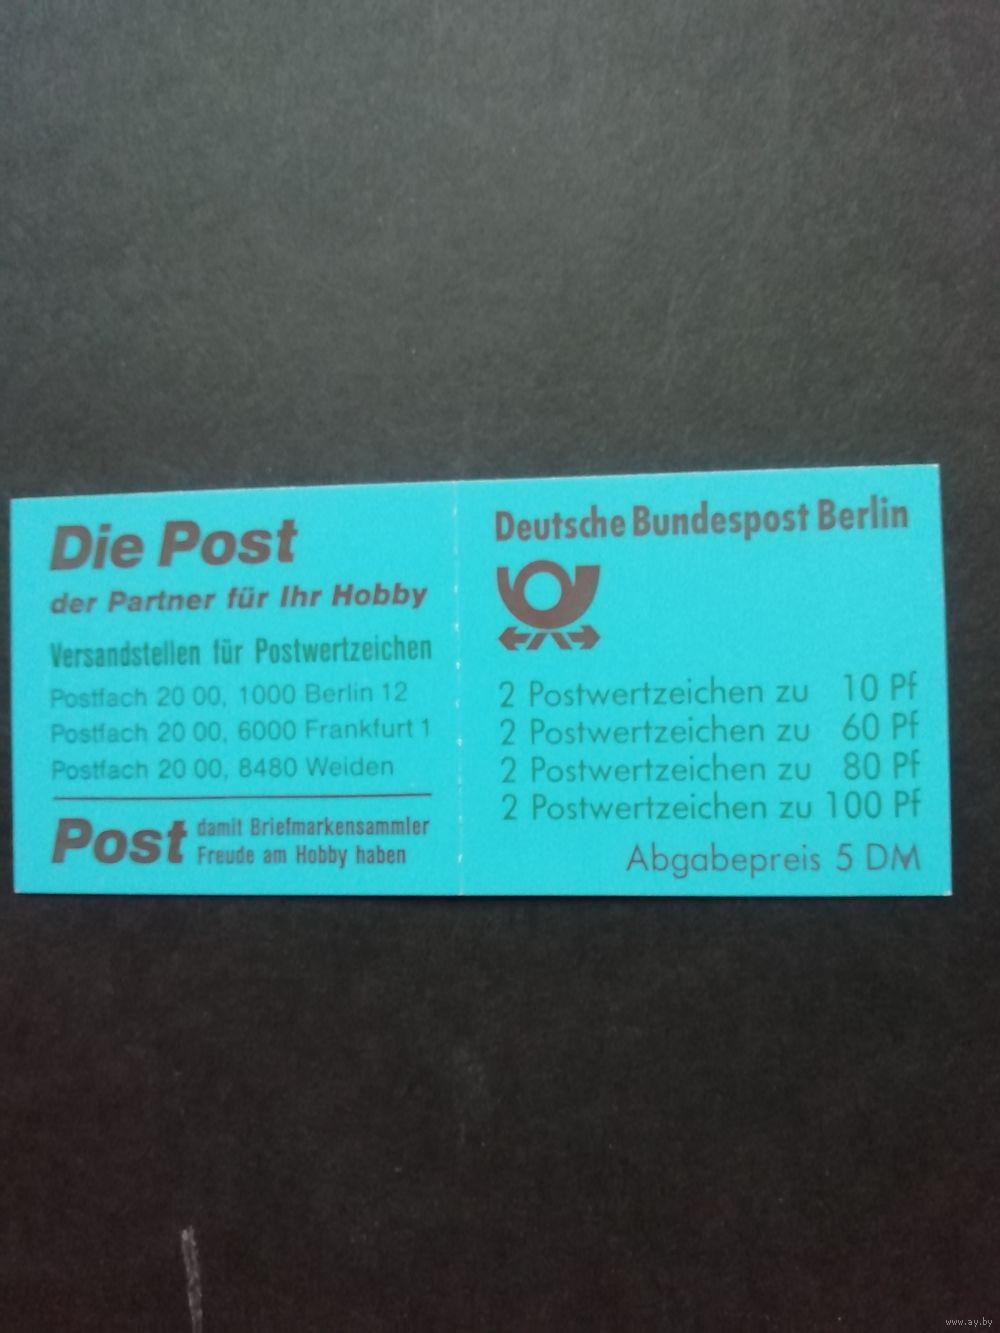 Die Post
der Partner für Ihr Hobby
Versandstellen für Postwertzeichen
Postfach 20 00, 1000 Berlin 12
Postfach 20 00, 6000 Frankfurt 1
Postfach 20 00, 8480 Weiden
Post damit Briefmarkensammler
Freude am Hobby haben
Deutsche Bundespost Berlin
2 Postwertzeichen zu 10 Pf
2 Postwertzeichen zu 60 Pf
2 Postwertzeichen zu 80 Pf
2 Postwertzeichen zu 100 Pf
Abgabepreis 5 DM
www.ay.by